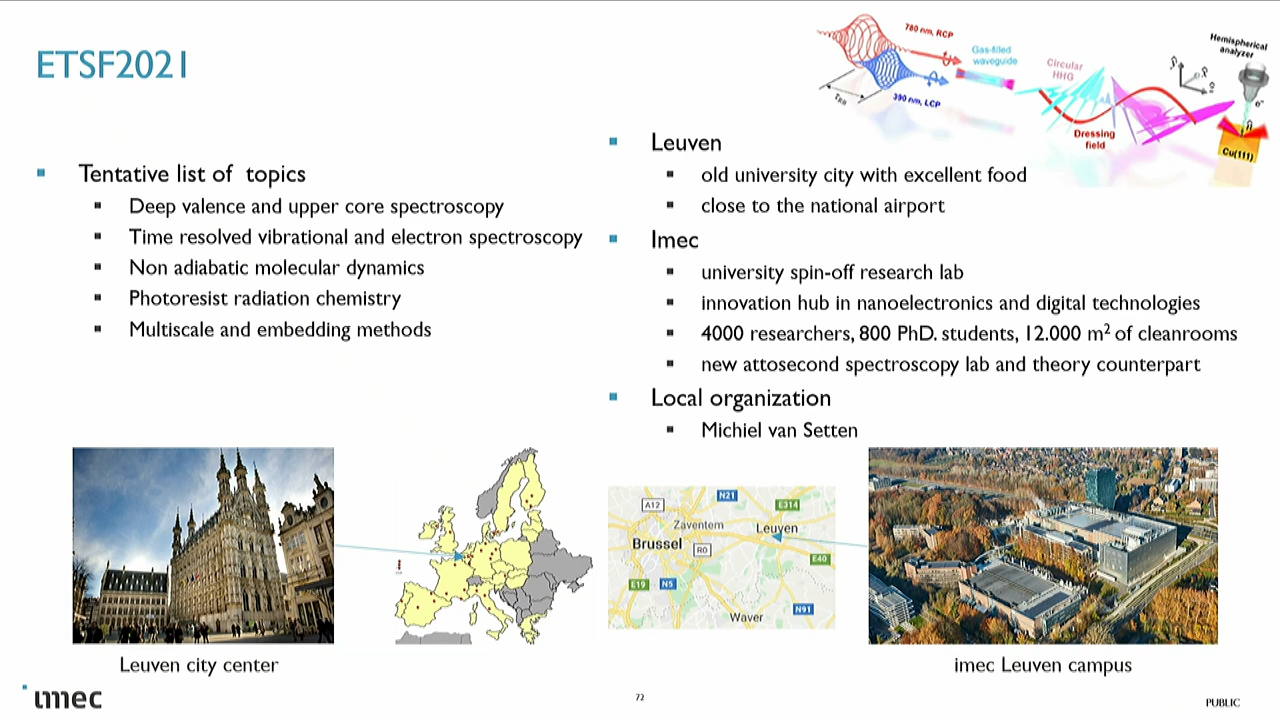 ETSF2021
Tentative list of topics
Deep valence and upper core spectroscopy
Time resolved vibrational and electron spectroscopy
Non adiabatic molecular dynamics
Photoresist radiation chemistry
Multiscale and embedding methods
780 nm, RCP
390 nm, LCP
Gas-filled
waveguide
Circular
HHG
Dressing
field
Hemispherical
analyzer
e⁻
Cu(111)
Leuven
old university city with excellent food
close to the national airport
Imec
university spin-off research lab
innovation hub in nanoelectronics and digital technologies
4000 researchers, 800 PhD. students, 12.000 m² of cleanrooms
new attosecond spectroscopy lab and theory counterpart
Local organization
Michiel van Setten
A12
N21
E314
Zaventem
Leuven
Brussel
R0
E40
E19
N5
N91
Waver
Leuven city center
imec Leuven campus
imec
72
PUBLIC